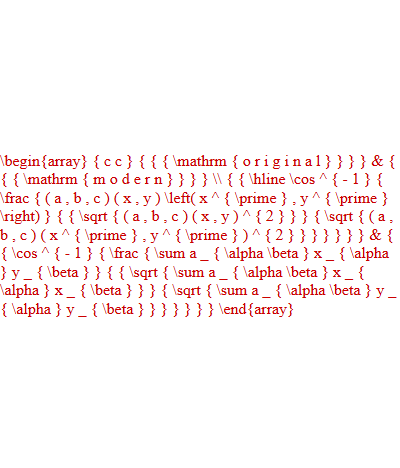 \begin{array} { c c } { { { \mathrm { o r i g i n a l } } } } & {
{ { \mathrm { m o d e r n } } } } \\ { { \hline \cos ^ { - 1 } {
\frac { ( a , b , c ) ( x , y ) \left( x ^ { \prime } , y ^ { \prime }
\right) } { { \sqrt { ( a , b , c ) ( x , y ) ^ { 2 } } } { \sqrt { ( a ,
b , c ) ( x ^ { \prime } , y ^ { \prime } ) ^ { 2 } } } } } } } & {
{ \cos ^ { - 1 } { \frac { \sum a _ { \alpha \beta } x _ { \alpha
} y _ { \beta } } { { \sqrt { \sum a _ { \alpha \beta } x _ {
\alpha } x _ { \beta } } } { \sqrt { \sum a _ { \alpha \beta } y _
{ \alpha } y _ { \beta } } } } } } } \end{array}